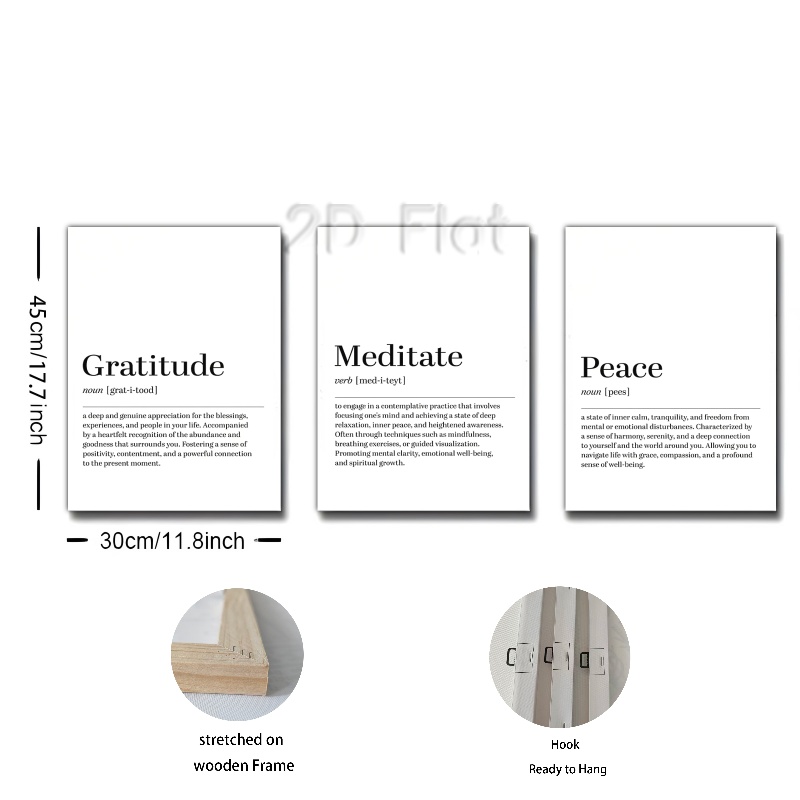 2D Flat
45cm/17.7inch
Gratitude
noun [grat-i-tood]
a deep and genuine appreciation for the blessings,
experiences, and people in your life. Accompanied
by a heartfelt recognition of the abundance and
goodness that surrounds you. Fostering a sense of
positivity, contentment, and a powerful connection
to the present moment.
Meditate
verb [med-i-teyt]
to engage in a contemplative practice that involves
focusing one's mind and achieving a state of deep
relaxation, inner peace, and heightened awareness.
Often through techniques such as mindfulness,
breathing exercises, or guided visualization.
Promoting mental clarity, emotional well-being,
and spiritual growth.
Peace
noun [pees]
a state of inner calm, tranquility, and freedom from
mental or emotional disturbances. Characterized by
a sense of harmony, serenity, and a deep connection
to yourself and the world around you. Allowing you to
navigate life with grace, compassion, and a profound
sense of well-being.
30cm/11.8inch
stretched on
wooden Frame
Hook
Ready to Hang